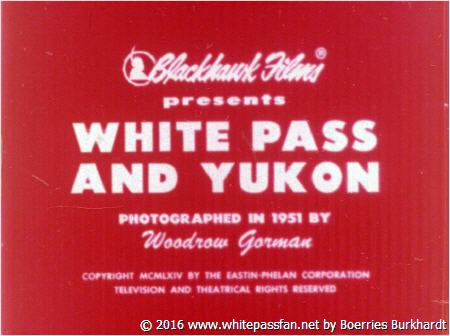 Blackhawk Films®
presents
WHITE PASS
AND YUKON
PHOTOGRAPHED IN 1951 BY
Woodrow Gorman
COPYRIGHT MCMLXIV BY THE EASTIN-PHELAN CORPORATION
TELEVISION AND THEATRICAL RIGHTS RESERVED
© 2016 www.whitepassfan.net by Boerries Burkhardt